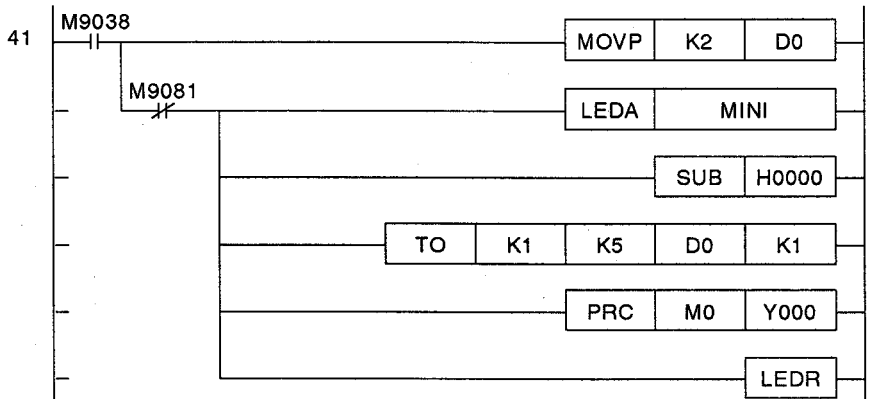 M9038
41 MOVP K2 D0
M9081
LEDA MINI
SUB H0000
TO K1 K5 D0 K1
PRC M0 Y000
LEDR